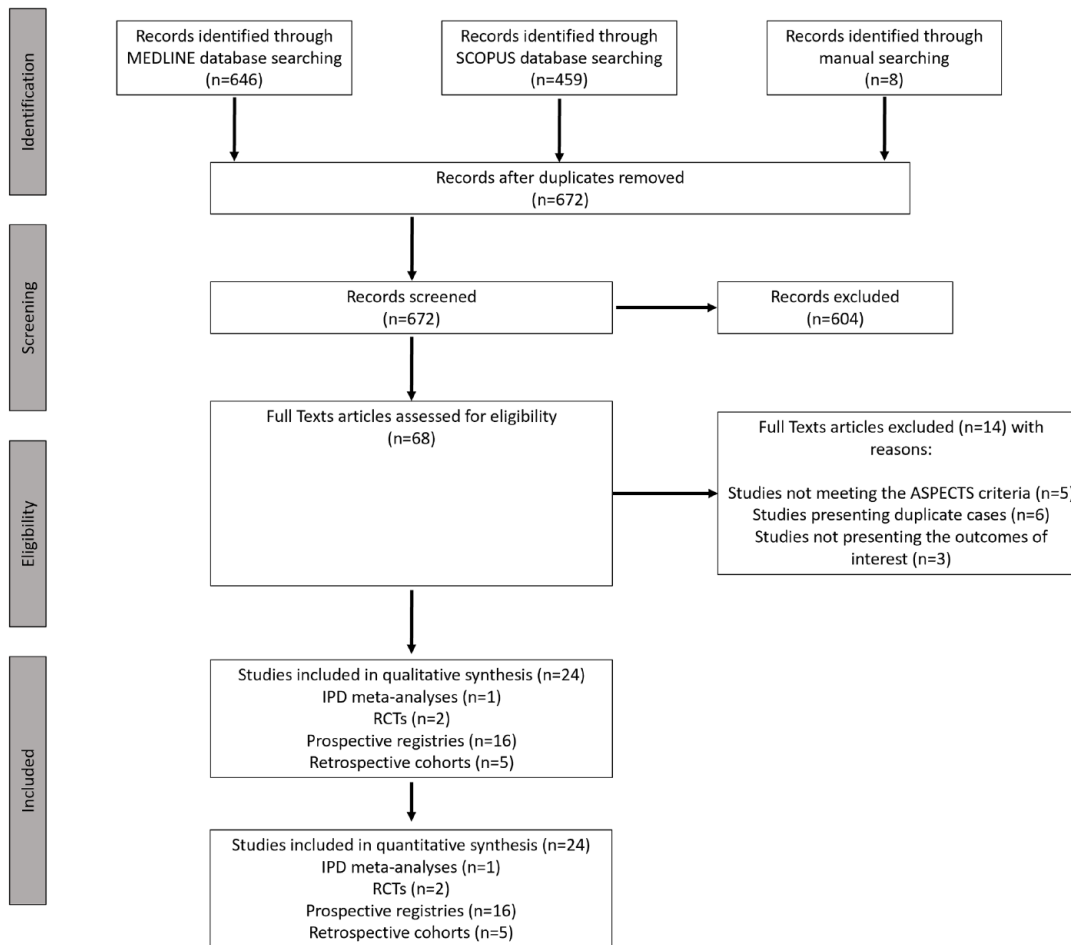 Identification
Records identified through
MEDLINE database searching
(n=646)
Records identified through
SCOPUS database searching
(n=459)
Records identified through
manual searching
(n=8)
Records after duplicates removed
(n=672)
Screening
Records screened
(n=672)
Records excluded
(n=604)
Eligibility
Full Texts articles assessed for eligibility
(n=68)
Full Texts articles excluded (n=14) with
reasons:
Studies not meeting the ASPECTS criteria (n=5)
Studies presenting duplicate cases (n=6)
Studies not presenting the outcomes of
interest (n=3)
Included
Studies included in qualitative synthesis (n=24)
IPD meta-analyses (n=1)
RCTs (n=2)
Prospective registries (n=16)
Retrospective cohorts (n=5)
Studies included in quantitative synthesis (n=24)
IPD meta-analyses (n=1)
RCTs (n=2)
Prospective registries (n=16)
Retrospective cohorts (n=5)